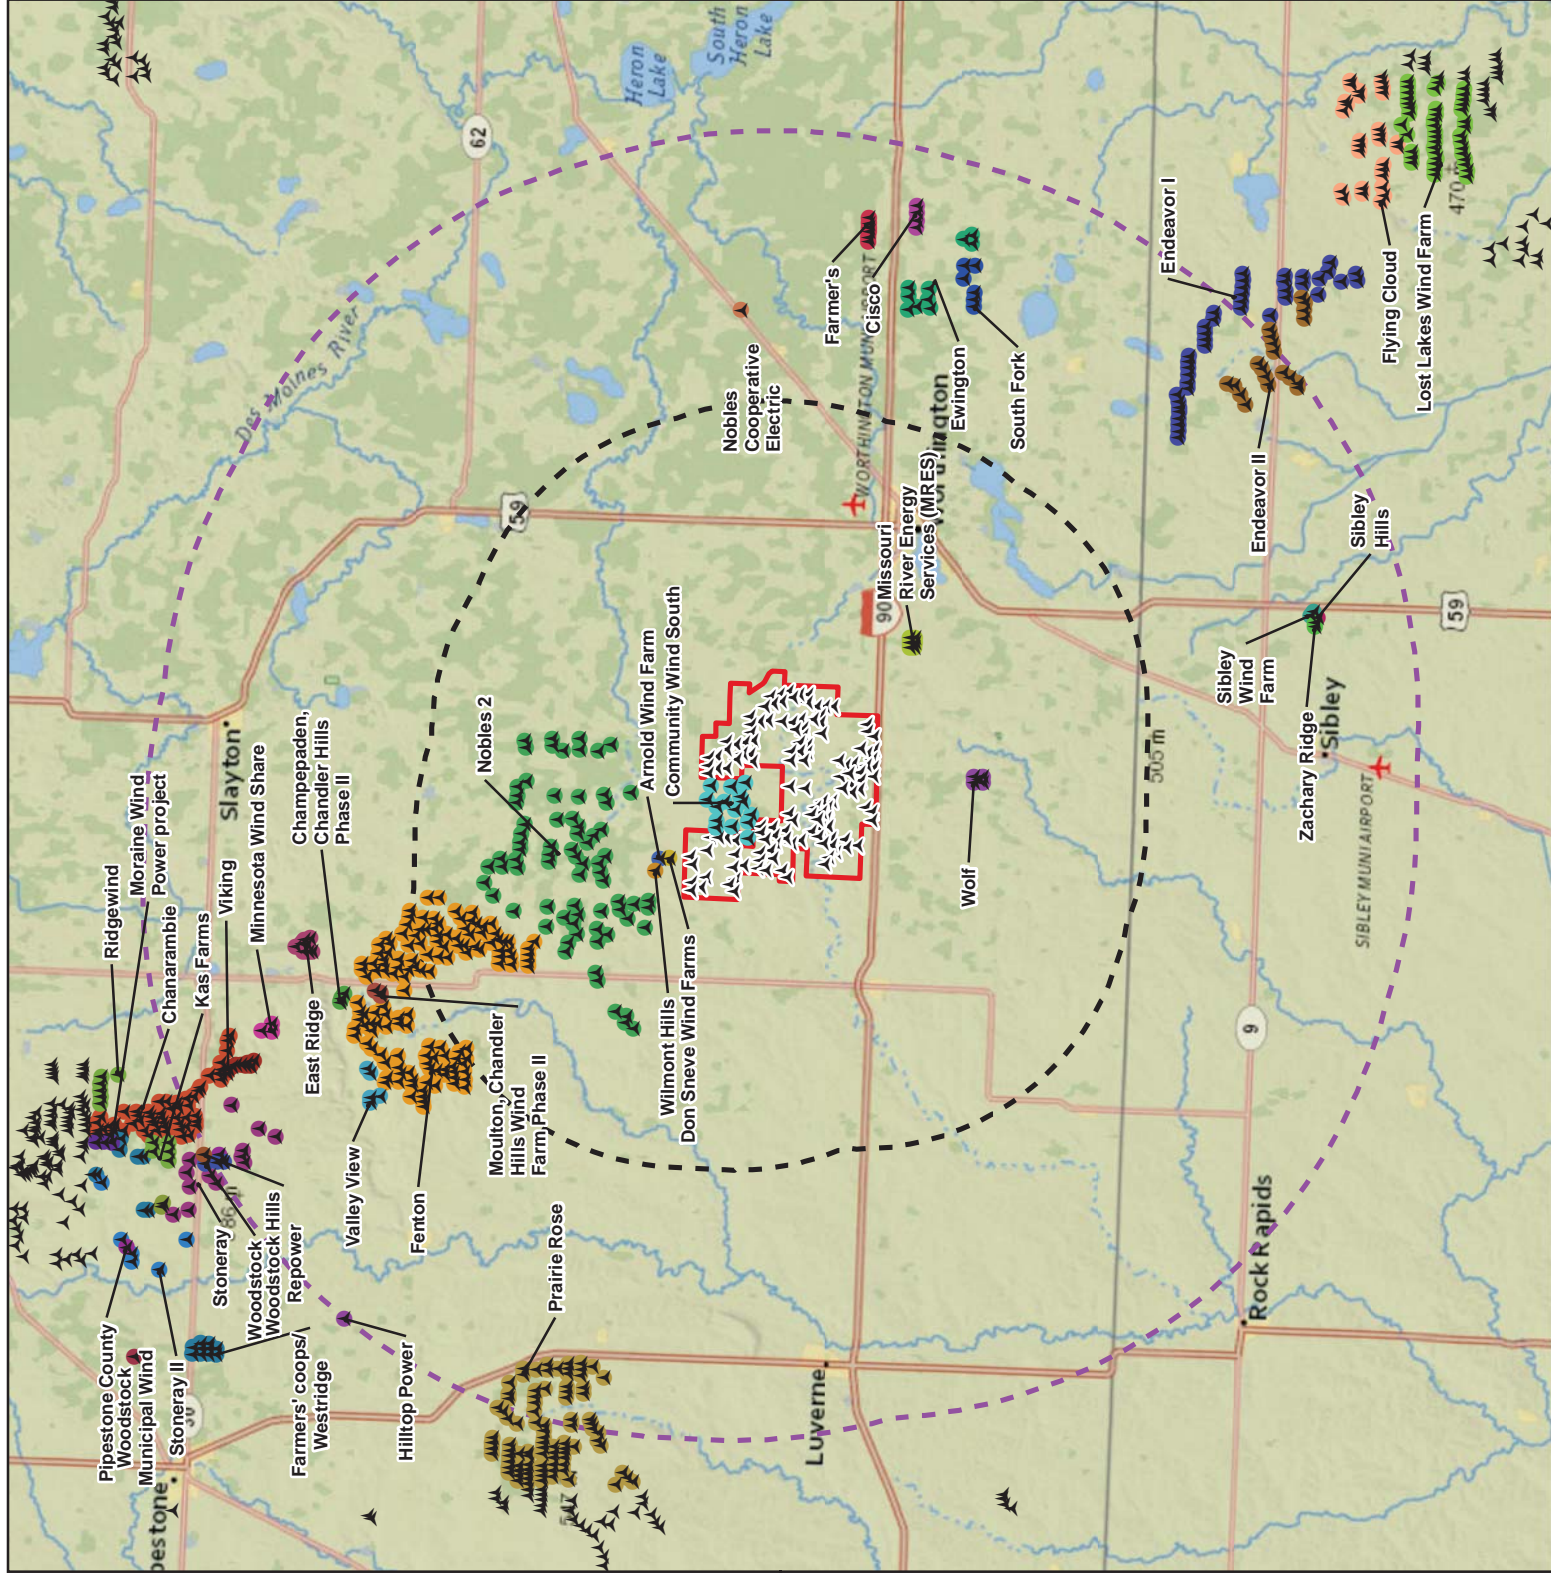 Pipestone County
Woodstock
Municipal Wind
Stoneray II
Farmers' coops/
Westridge
Hilltop Power
Prairie Rose
Stoneray
Woodstock
Woodstock Hills
Repower
Valley View
Fenton
Moulton, Chandler
Hills Wind
Farm Phase II
Ridgewind
Moraine Wind
Power project
Chanarambie
Kas Farms
Viking
Minnesota Wind Share
East Ridge
Champepaden,
Chandler Hills
Phase II
Nobles 2
Arnold Wind Farm
Community Wind South
Wilmont Hills
Don Sneve Wind Farms
Nobles
Cooperative
Electric
Farmer's
Cisco
Ewington
South Fork
Missouri
River Energy
Services (MRES)
Wolf
Endeavor I
Endeavor II
Flying Cloud
Lost Lakes Wind Farm
Sibley
Hills
Sibley
Wind
Farm
Zachary Ridge
Slayton
pestone
Luverne
Rock Rapids
Sibley
Worthington
WORTHINGTON MUNI AIRPORT
SIBLEY MUNI AIRPORT
Des Moines River
Heron
Lake
South
Heron
Lake
62
59
90
59
9
505 m